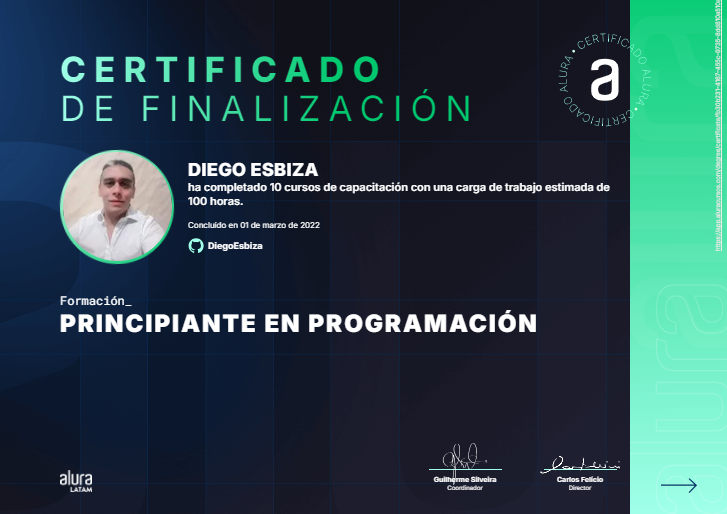 CERTIFICADO
DE FINALIZACIÓN
CERTIFICADO ALURA • CERTIFICADO ALURA •
a
DIEGO ESBIZA
ha completado 10 cursos de capacitación con una carga de trabajo estimada de
100 horas.
Concluido en 01 de marzo de 2022
DiegoEsbiza
Formación_
PRINCIPIANTE EN PROGRAMACIÓN
alura
LATAM
Guilherme Silveira
Coordinador
Carlos Felício
Director
alura